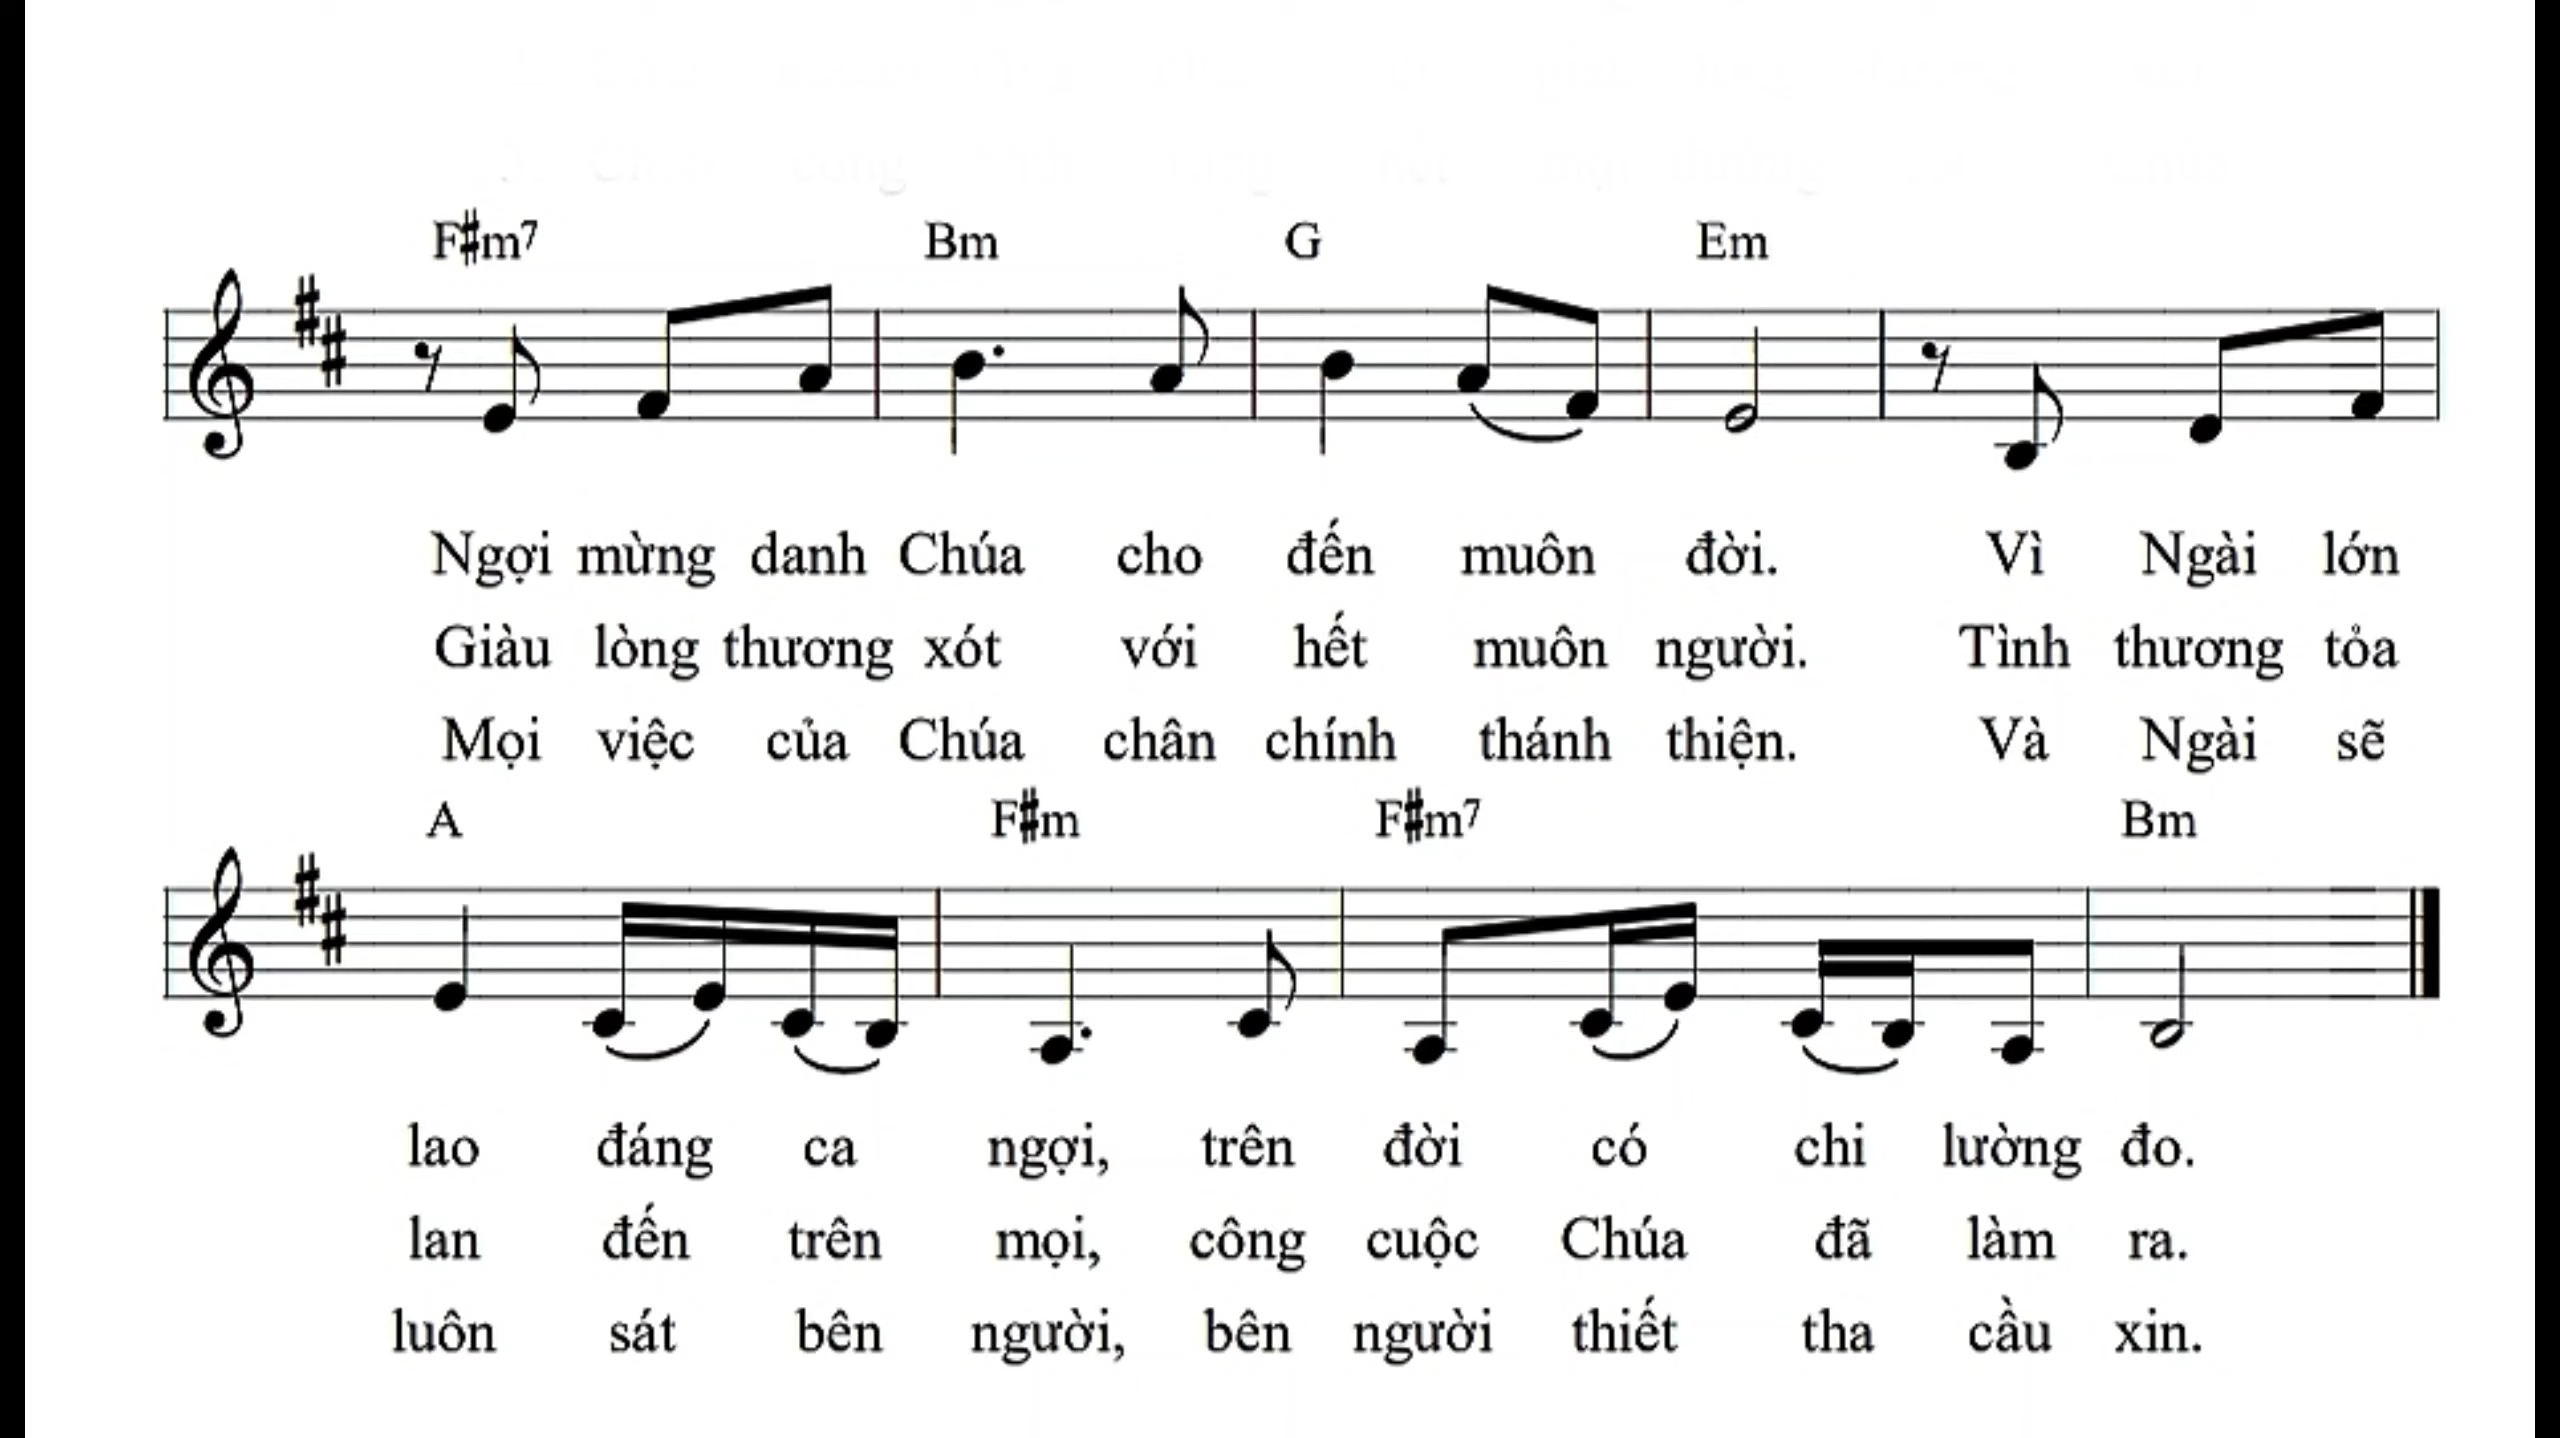 F#m7 Bm G Em
Ngợi mừng danh Chúa cho đến muôn đời. Vì Ngài lớn
Giàu lòng thương xót với hết muôn người. Tình thương tỏa
Mọi việc của Chúa chân chính thánh thiện. Và Ngài sẽ
A F#m F#m7 Bm
lao đáng ca ngợi, trên đời có chi lường đo.
lan đến trên mọi, công cuộc Chúa đã làm ra.
luôn sát bên người, bên người thiết tha cầu xin.